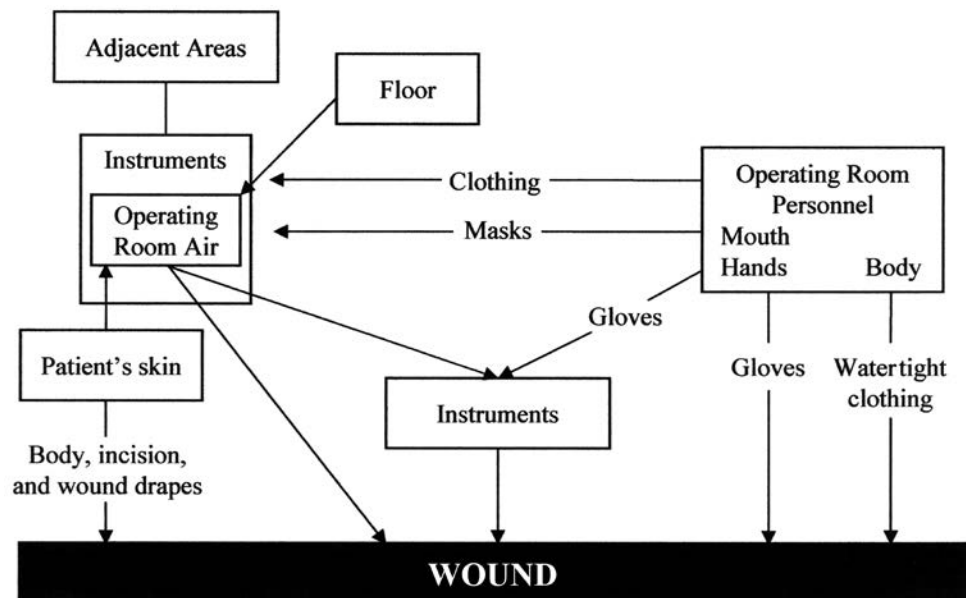 Adjacent Areas
Floor
Instruments
Operating
Room Air
Clothing
Masks
Operating Room
Personnel
Mouth
Hands Body
Gloves
Patient's skin
Instruments
Gloves
Watertight
clothing
Body, incision,
and wound drapes
WOUND